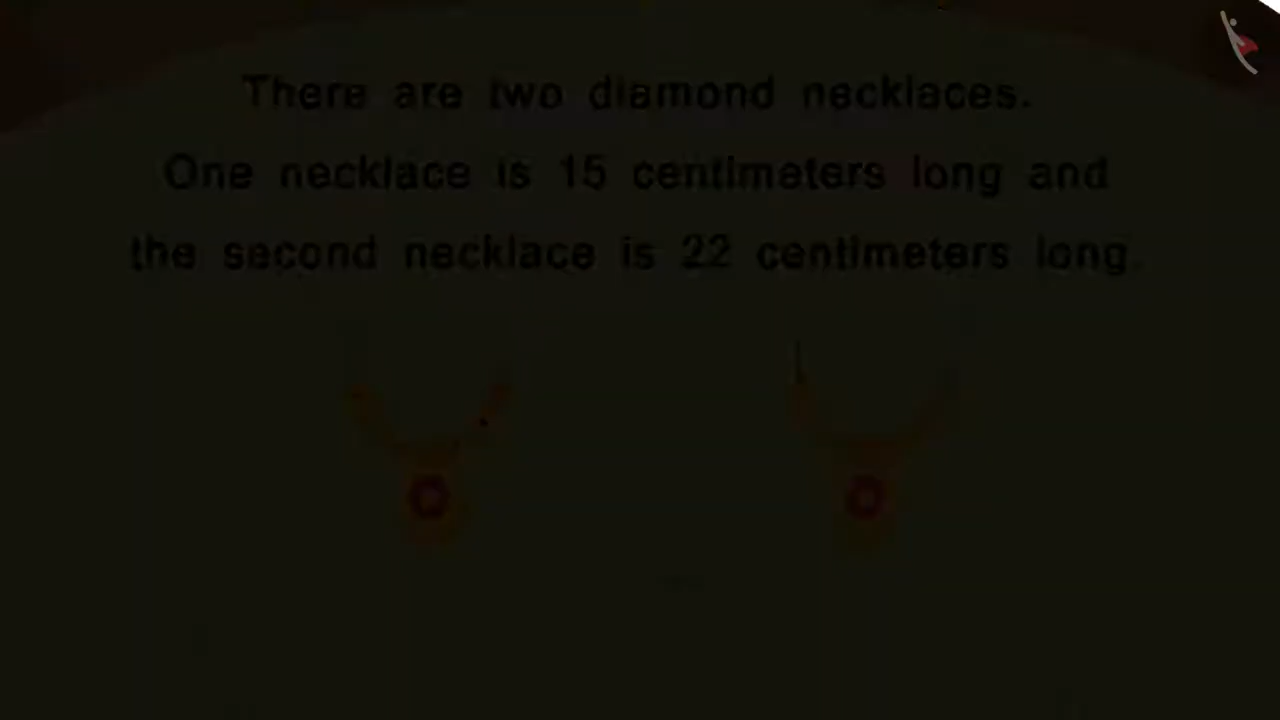 There are two diamond necklaces.
One necklace is 15 centimeters long and
the second necklace is 22 centimeters long.